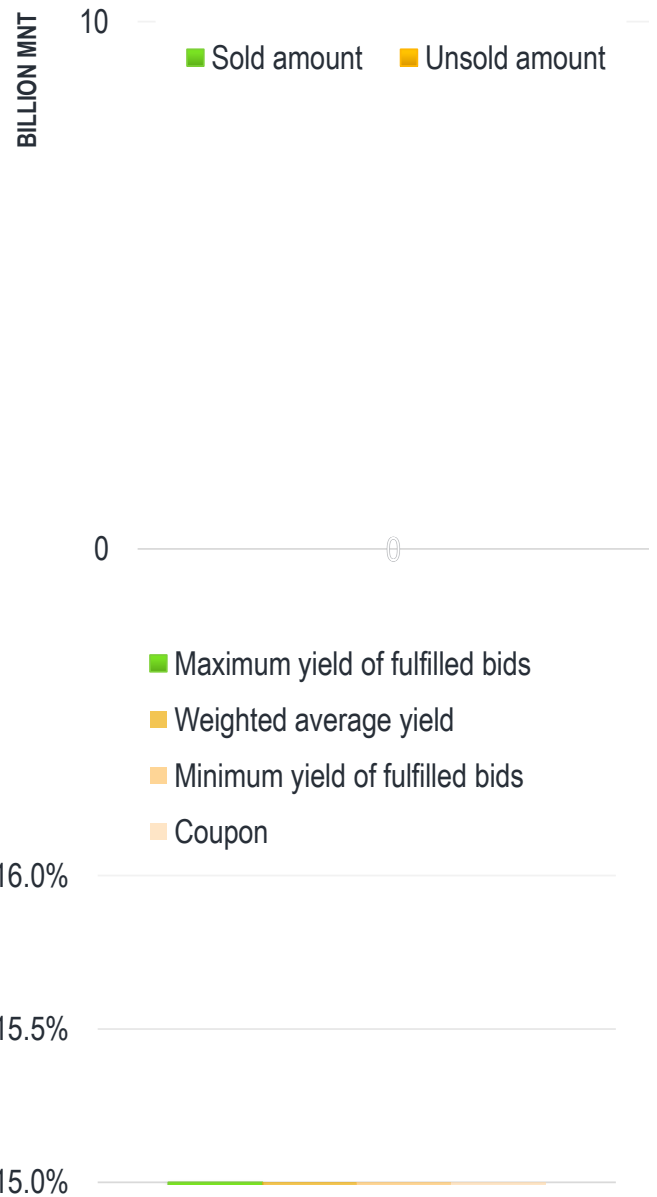 BILLION MNT
10
Sold amount Unsold amount
0
0
Maximum yield of fulfilled bids
Weighted average yield
Minimum yield of fulfilled bids
Coupon
16.0%
15.5%
15.0%